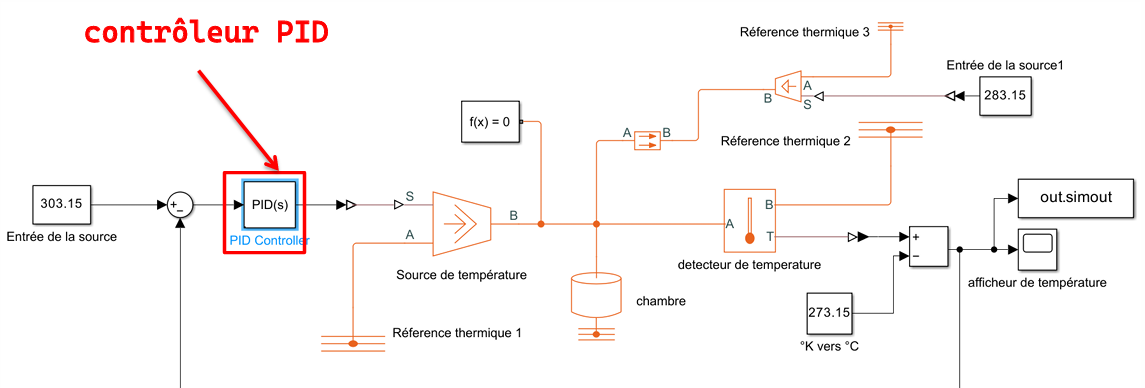 contrôleur PID
303.15
Entrée de la source
+
−
PID(s)
PID Controller
S
A
B
Source de température
Réference thermique 1
f(x) = 0
chambre
A
B
Réference thermique 3
B
A
S
Entrée de la source1
283.15
Réference thermique 2
A
B
T
detecteur de temperature
273.15
°K vers °C
+
−
out.simout
afficheur de température